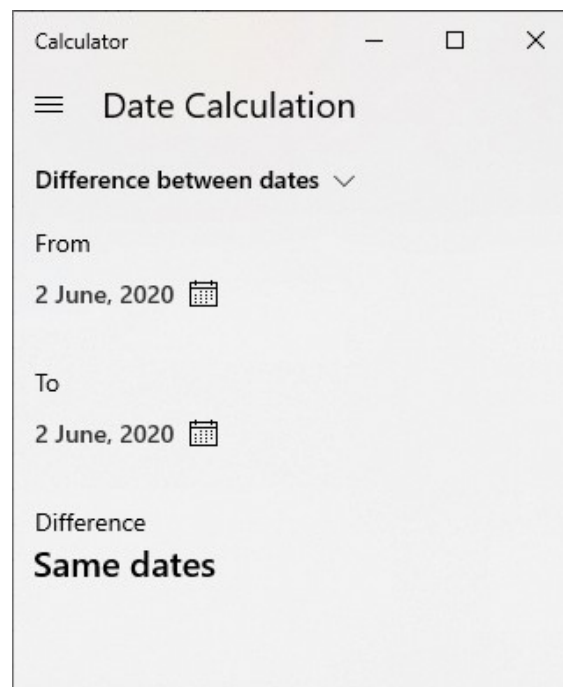 Calculator
Date Calculation
Difference between dates
From
2 June, 2020
To
2 June, 2020
Difference
Same dates